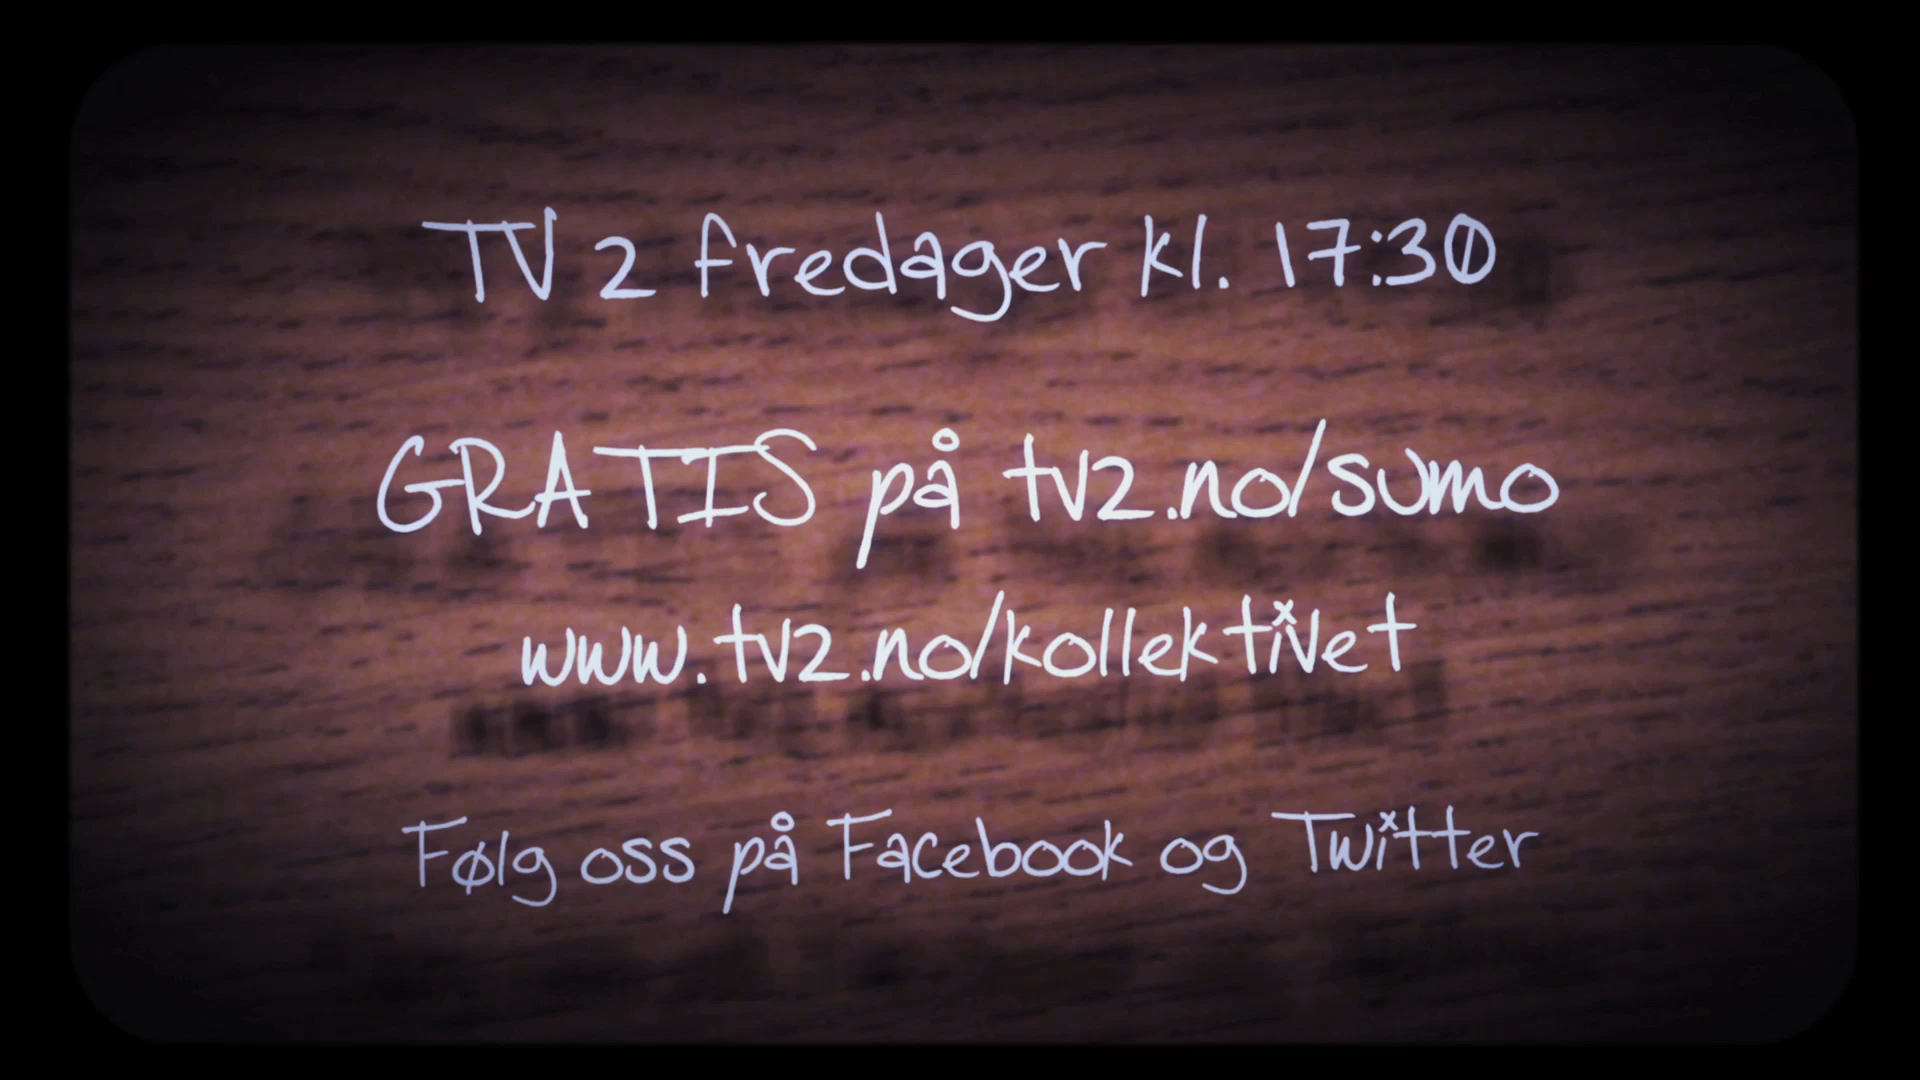 TV 2 fredager kl. 17:30
GRATIS på tv2.no/sumo
www.tv2.no/kollektivet
Følg oss på Facebook og Twitter